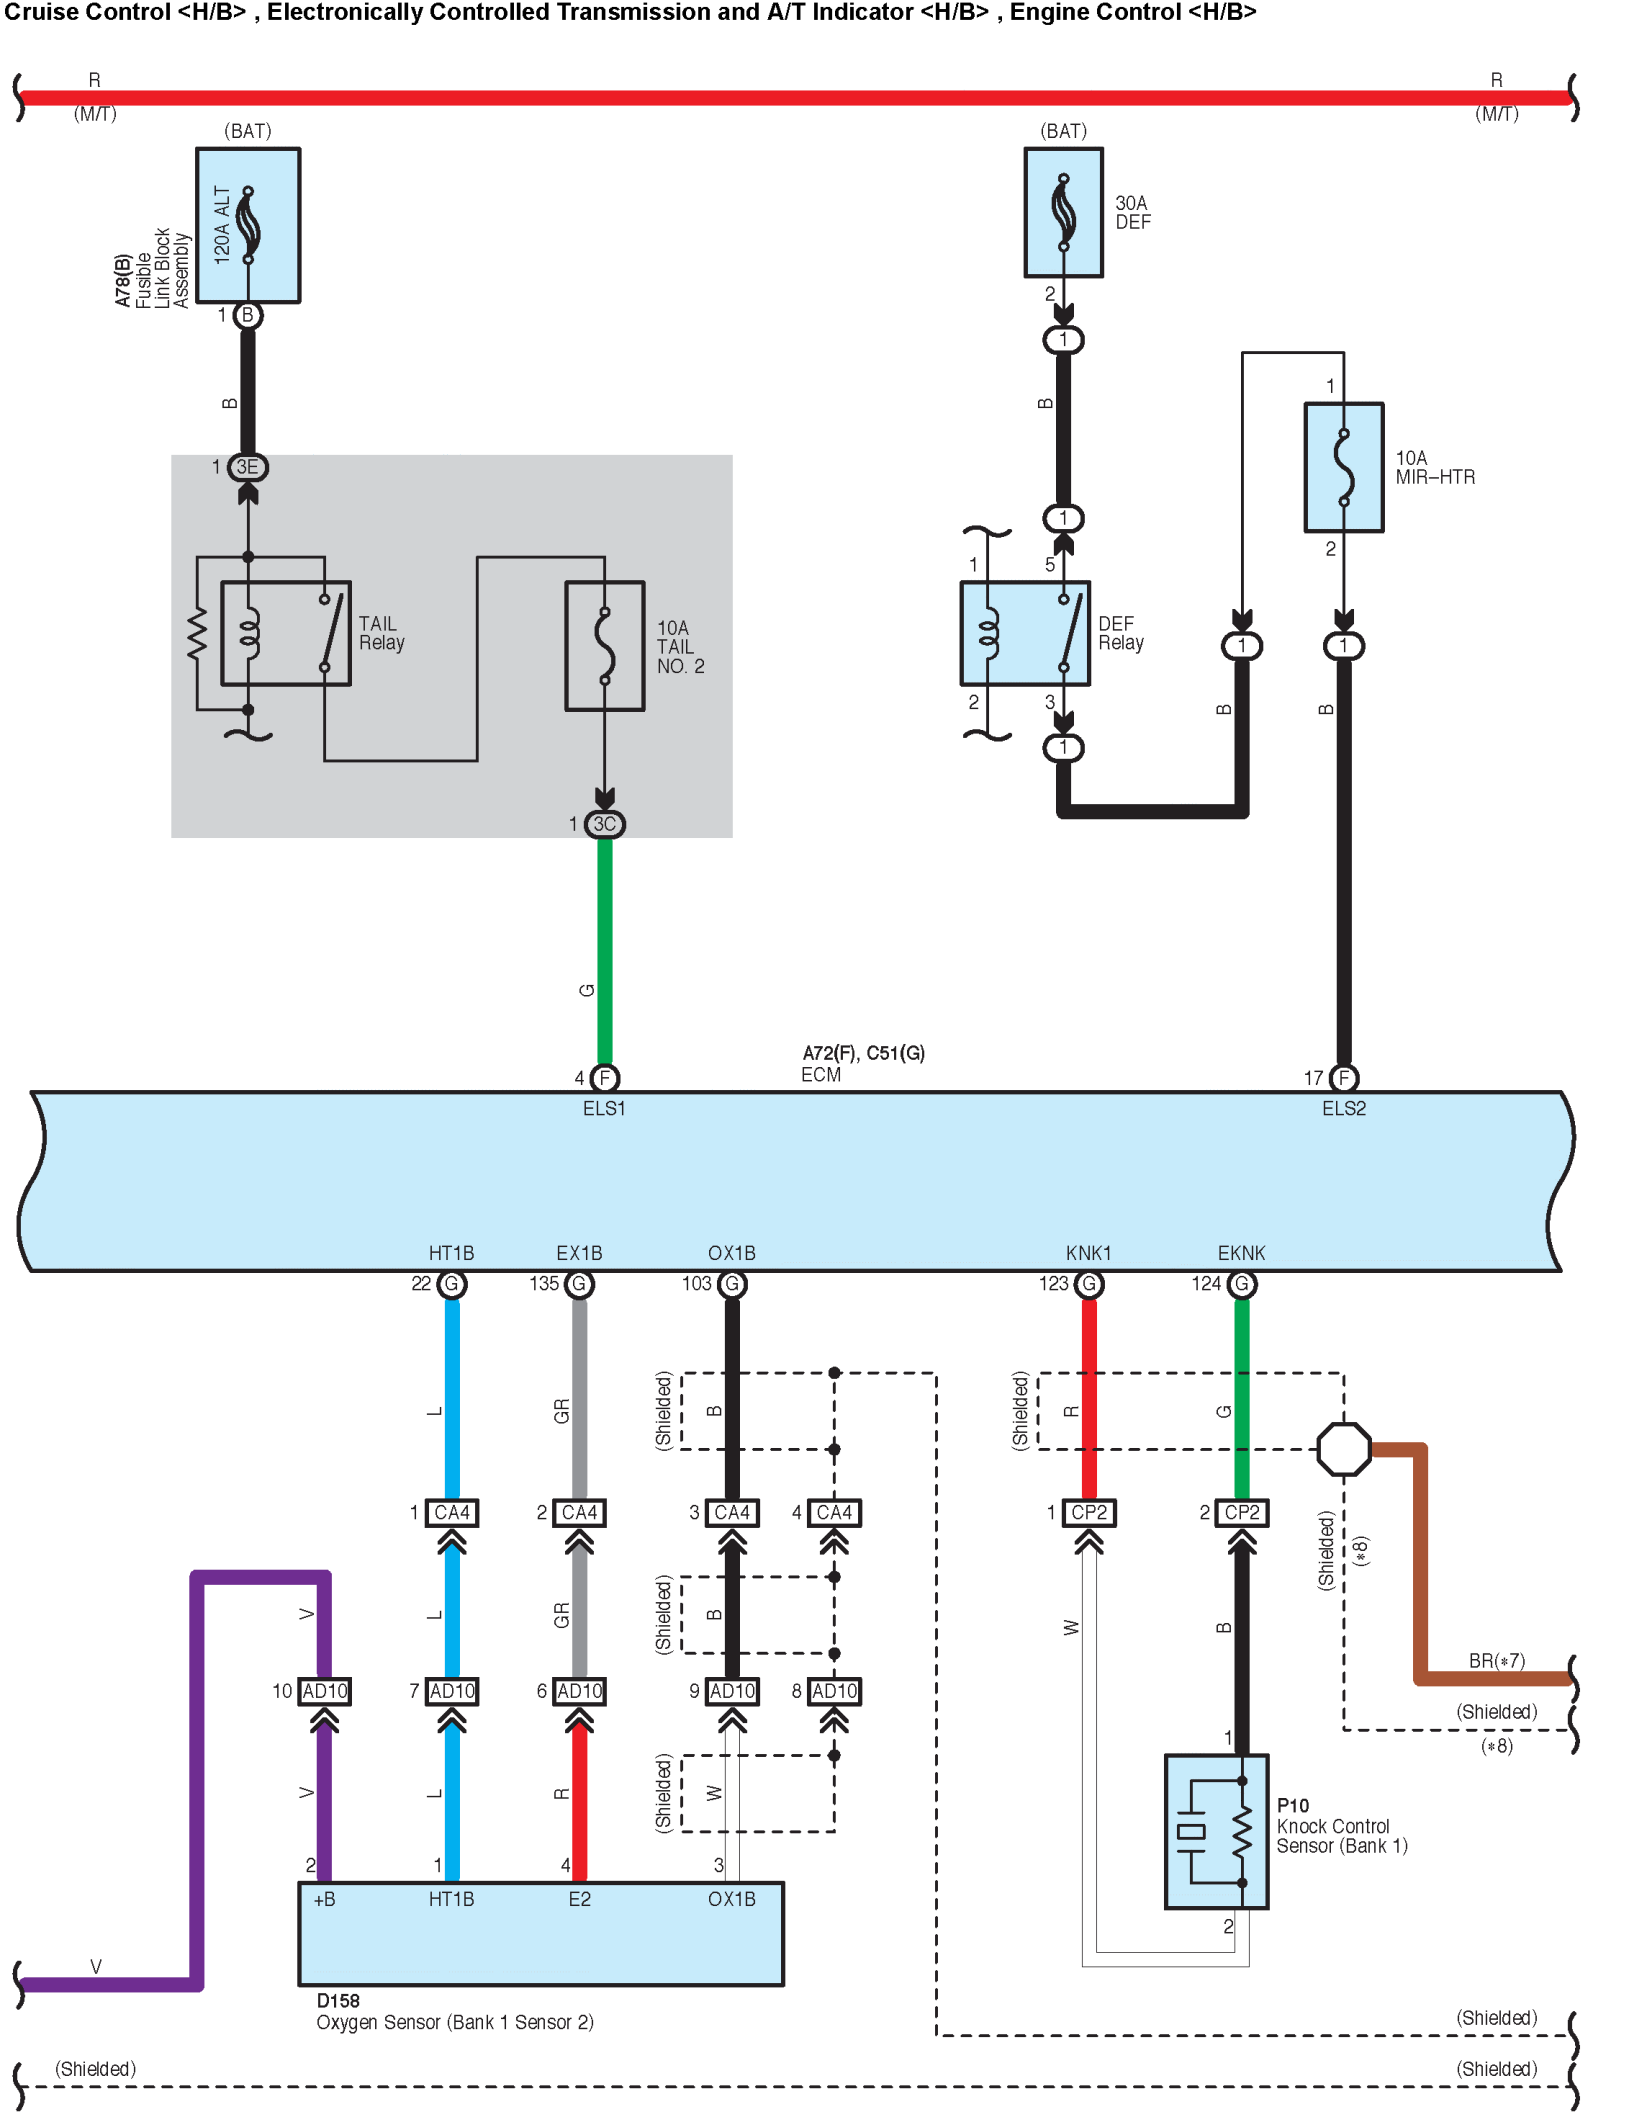 Cruise Control <H/B> , Electronically Controlled Transmission and A/T Indicator <H/B> , Engine Control <H/B>
R
R
(M/T)
(M/T)
(BAT)
(BAT)
120A ALT
A78(B)
Fusible
Link Block
Assembly
30A
DEF
1 B
2
1
B
B
1
10A
MIR–HTR
1 3E
1
1
5
2
TAIL
Relay
10A
TAIL
NO. 2
DEF
Relay
1
1
2
3
1
B
B
1 3C
G
A72(F), C51(G)
ECM
4 F
17 F
ELS1
ELS2
HT1B
EX1B
OX1B
KNK1
EKNK
22 G
135 G
103 G
123 G
124 G
L
GR
(Shielded)
B
(Shielded)
R
G
1 CA4
2 CA4
3 CA4
4 CA4
1 CP2
2 CP2
(Shielded)
(*8)
V
L
GR
(Shielded)
B
W
B
BR(*7)
10 AD10
7 AD10
6 AD10
9 AD10
8 AD10
(Shielded)
(*8)
1
V
L
R
(Shielded)
W
P10
Knock Control
Sensor (Bank 1)
2
1
4
3
+B
HT1B
E2
OX1B
2
V
D158
Oxygen Sensor (Bank 1 Sensor 2)
(Shielded)
(Shielded)
(Shielded)